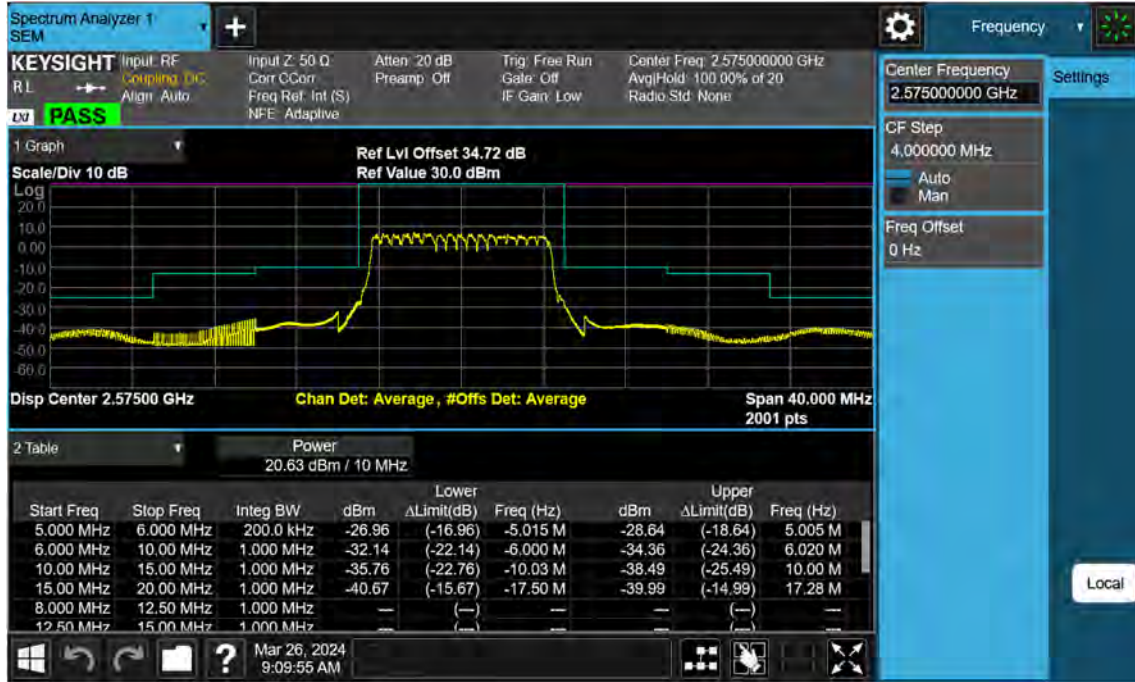 Spectrum Analyzer 1
SEM
+
Frequency
KEYSIGHT
Input: RF
Coupling: DC
Align: Auto
Input Z: 50 Ω
Corr CCorr
Freq Ref: Int (S)
NFE: Adaptive
Atten: 20 dB
Preamp: Off
Trig: Free Run
Gate: Off
IF Gain: Low
Center Freq: 2.575000000 GHz
Avg|Hold: 100.00% of 20
Radio Std: None
RL
LXI
PASS
Center Frequency
2.575000000 GHz
Settings
CF Step
4.000000 MHz
Auto
Man
Freq Offset
0 Hz
1 Graph
Scale/Div 10 dB
Ref Lvl Offset 34.72 dB
Ref Value 30.0 dBm
Log
20.0
10.0
0.00
-10.0
-20.0
-30.0
-40.0
-50.0
-60.0
Disp Center 2.57500 GHz
Chan Det: Average, #Offs Det: Average
Span 40.000 MHz
2001 pts
2 Table
Power
20.63 dBm / 10 MHz
Lower Upper
Start Freq Stop Freq Integ BW dBm ΔLimit(dB) Freq (Hz) dBm ΔLimit(dB) Freq (Hz)
5.000 MHz 6.000 MHz 200.0 kHz -26.96 (-16.96) -5.015 M -28.64 (-18.64) 5.005 M
6.000 MHz 10.00 MHz 1.000 MHz -32.14 (-22.14) -6.000 M -34.36 (-24.36) 6.020 M
10.00 MHz 15.00 MHz 1.000 MHz -35.76 (-22.76) -10.03 M -38.49 (-25.49) 10.00 M
15.00 MHz 20.00 MHz 1.000 MHz -40.67 (-15.67) -17.50 M -39.99 (-14.99) 17.28 M
8.000 MHz 12.50 MHz 1.000 MHz --- (---) --- --- (---) ---
12.50 MHz 15.00 MHz 1.000 MHz --- (---) --- --- (---) ---
Local
?
Mar 26, 2024
9:09:55 AM